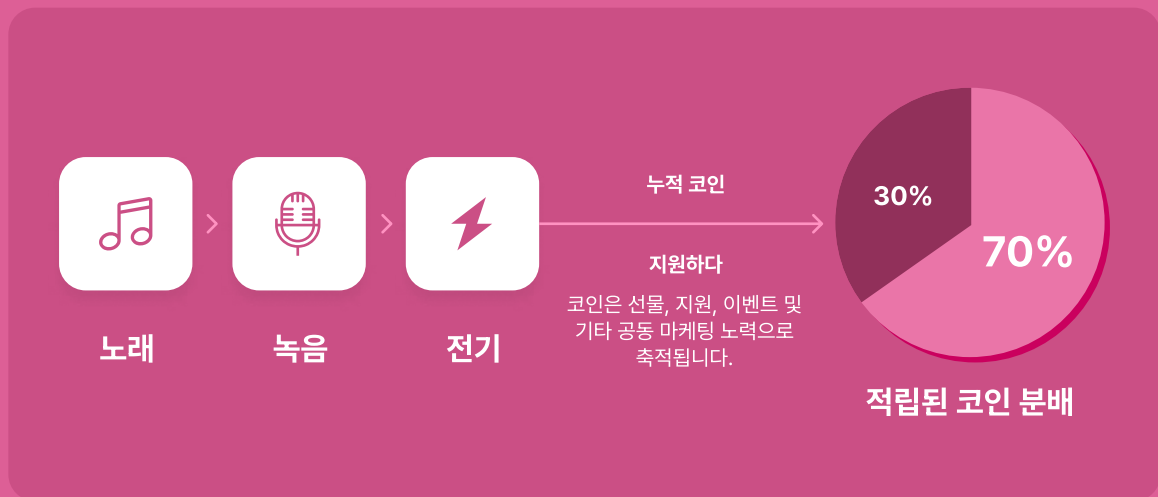 노래
녹음
전기
누적 코인
지원하다
코인은 선물, 지원, 이벤트 및
기타 공동 마케팅 노력으로
축적됩니다.
30%
70%
적립된 코인 분배